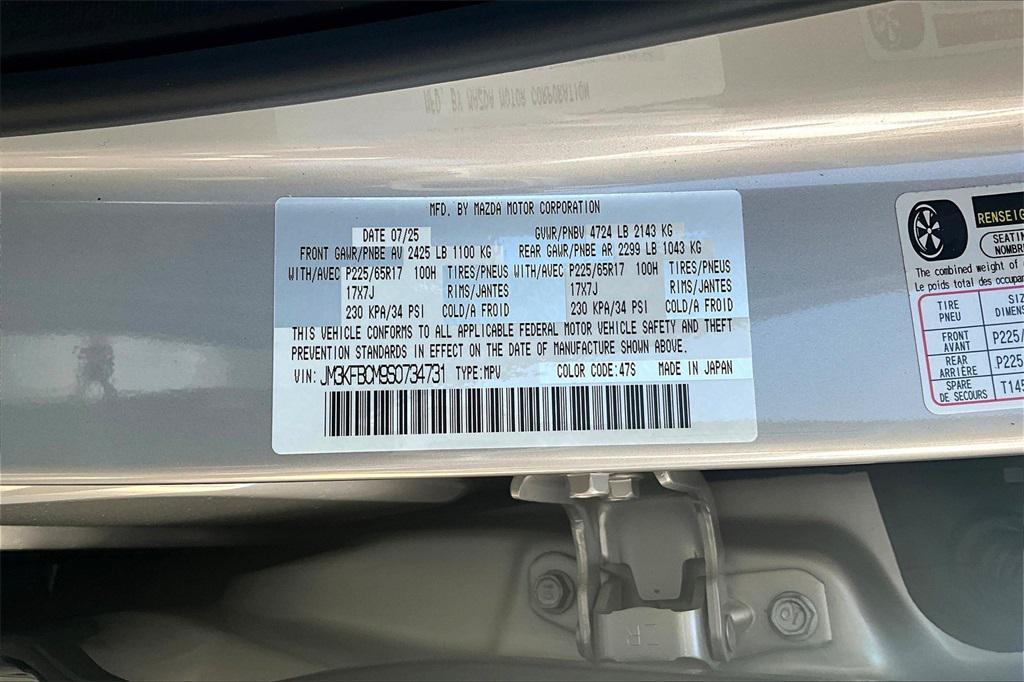 MFD. BY MAZDA MOTOR CORPORATION
DATE 07/25 GVWR/PNBV 4724 LB 2143 KG
FRONT GAWR/PNBE AV 2425 LB 1100 KG REAR GAWR/PNBE AR 2299 LB 1043 KG
WITH/AVEC P225/65R17 100H TIRES/PNEUS WITH/AVEC P225/65R17 100H TIRES/PNEUS
17X7J RIMS/JANTES 17X7J RIMS/JANTES
230 KPA/34 PSI COLD/A FROID 230 KPA/34 PSI COLD/A FROID
THIS VEHICLE CONFORMS TO ALL APPLICABLE FEDERAL MOTOR VEHICLE SAFETY AND THEFT
PREVENTION STANDARDS IN EFFECT ON THE DATE OF MANUFACTURE SHOWN ABOVE.
VIN: JM3KFBCM9S0734731 TYPE:MPV COLOR CODE:47S MADE IN JAPAN
RENSEIG
SEATIN
NOMBRE
The combined weight of
Le poids total des occupa
TIRE SIZ
PNEU DIMENS
FRONT P225/
AVANT
REAR P225
ARRIÈRE
SPARE T145
DE SECOURS